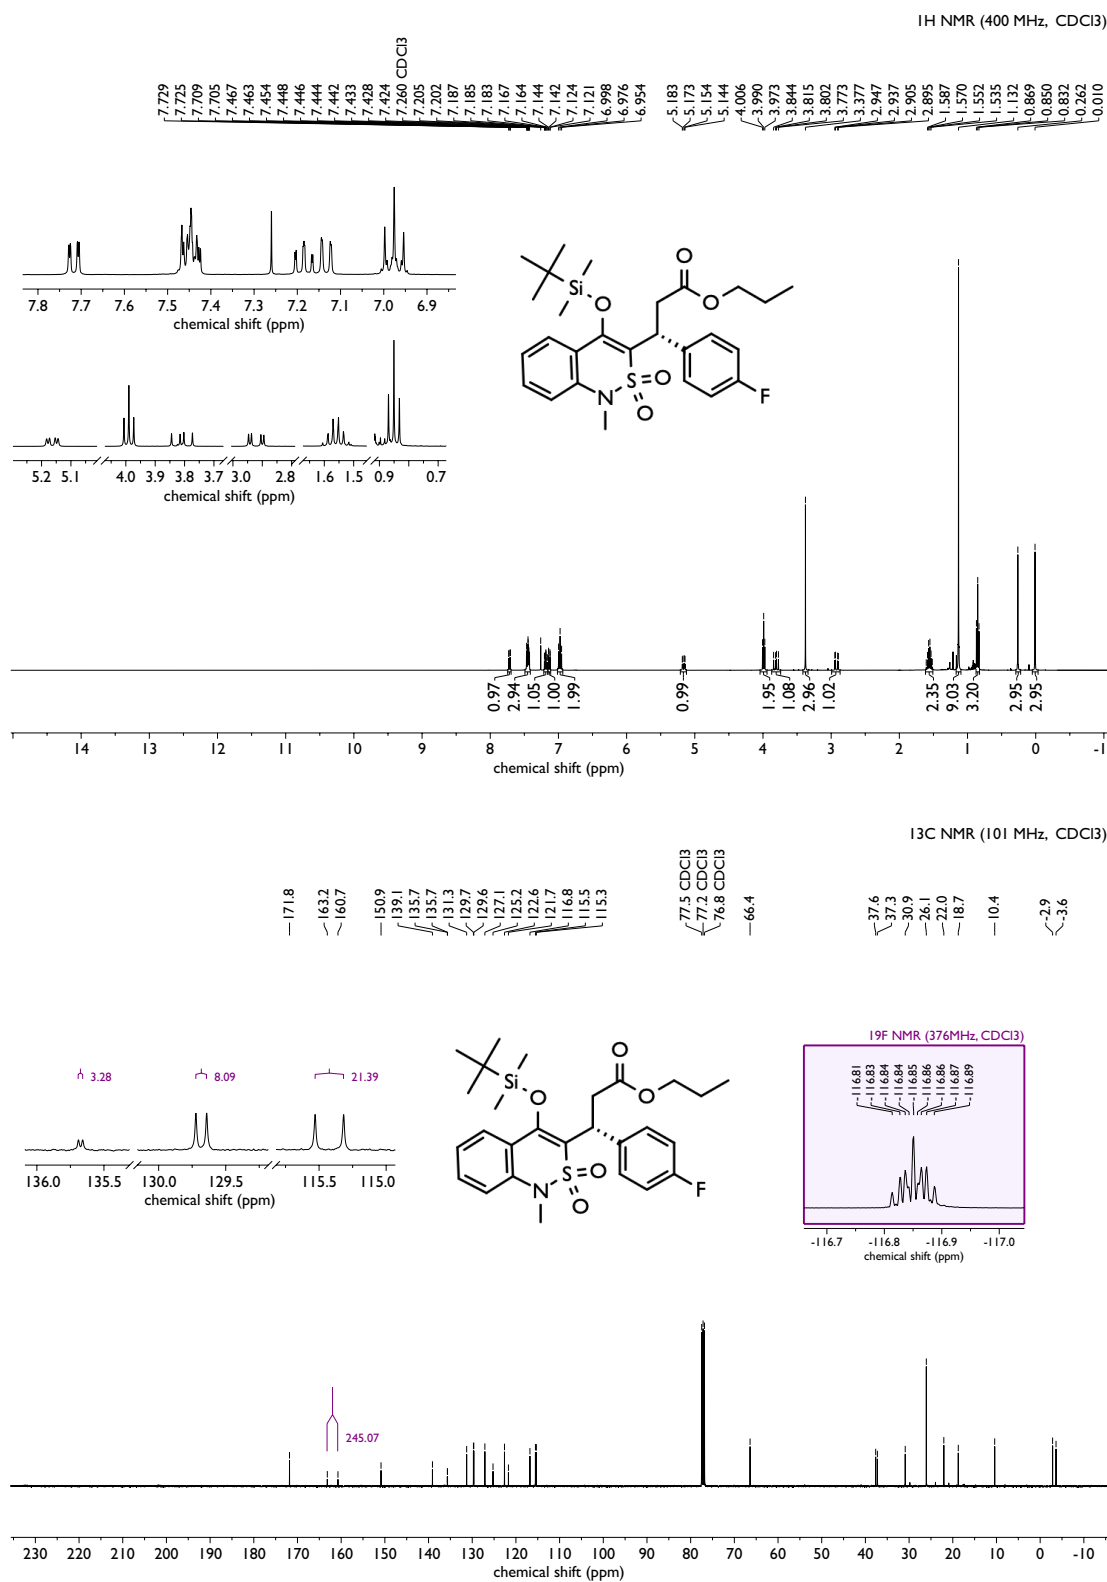 1H NMR (400 MHz, CDCl3)
7.729
7.725
7.709
7.705
7.467
7.463
7.454
7.448
7.446
7.444
7.442
7.433
7.428
7.424
7.260 CDCl3
7.205
7.202
7.187
7.185
7.183
7.167
7.164
7.144
7.142
7.124
7.121
6.998
6.976
6.954
5.183
5.173
5.154
5.144
4.006
3.990
3.973
3.844
3.815
3.802
3.773
3.377
2.947
2.937
2.905
2.895
1.587
1.570
1.552
1.535
1.132
0.869
0.850
0.832
0.262
0.010
7.8 7.7 7.6 7.5 7.4 7.3 7.2 7.1 7.0 6.9
chemical shift (ppm)
5.2 5.1 4.0 3.9 3.8 3.7 3.0 2.8 1.6 1.5 0.9 0.7
chemical shift (ppm)
Si
O
O
O
S
O
O
N
F
0.97
2.94
1.05
1.00
1.99
0.99
1.95
1.08
2.96
1.02
2.35
9.03
3.20
2.95
2.95
14 13 12 11 10 9 8 7 6 5 4 3 2 1 0 -1
chemical shift (ppm)
13C NMR (101 MHz, CDCl3)
171.8
163.2
160.7
150.9
139.1
135.7
135.7
131.3
129.7
129.6
127.1
125.2
122.6
121.7
116.8
115.5
115.3
77.5 CDCl3
77.2 CDCl3
76.8 CDCl3
66.4
37.6
37.3
30.9
26.1
22.0
18.7
10.4
-2.9
-3.6
3.28
8.09
21.39
136.0 135.5 130.0 129.5 115.5 115.0
chemical shift (ppm)
Si
O
O
O
S
O
O
N
F
19F NMR (376MHz, CDCl3)
-116.81
-116.83
-116.84
-116.84
-116.85
-116.86
-116.86
-116.87
-116.89
-116.7 -116.8 -116.9 -117.0
chemical shift (ppm)
245.07
230 220 210 200 190 180 170 160 150 140 130 120 110 100 90 80 70 60 50 40 30 20 10 0 -10
chemical shift (ppm)